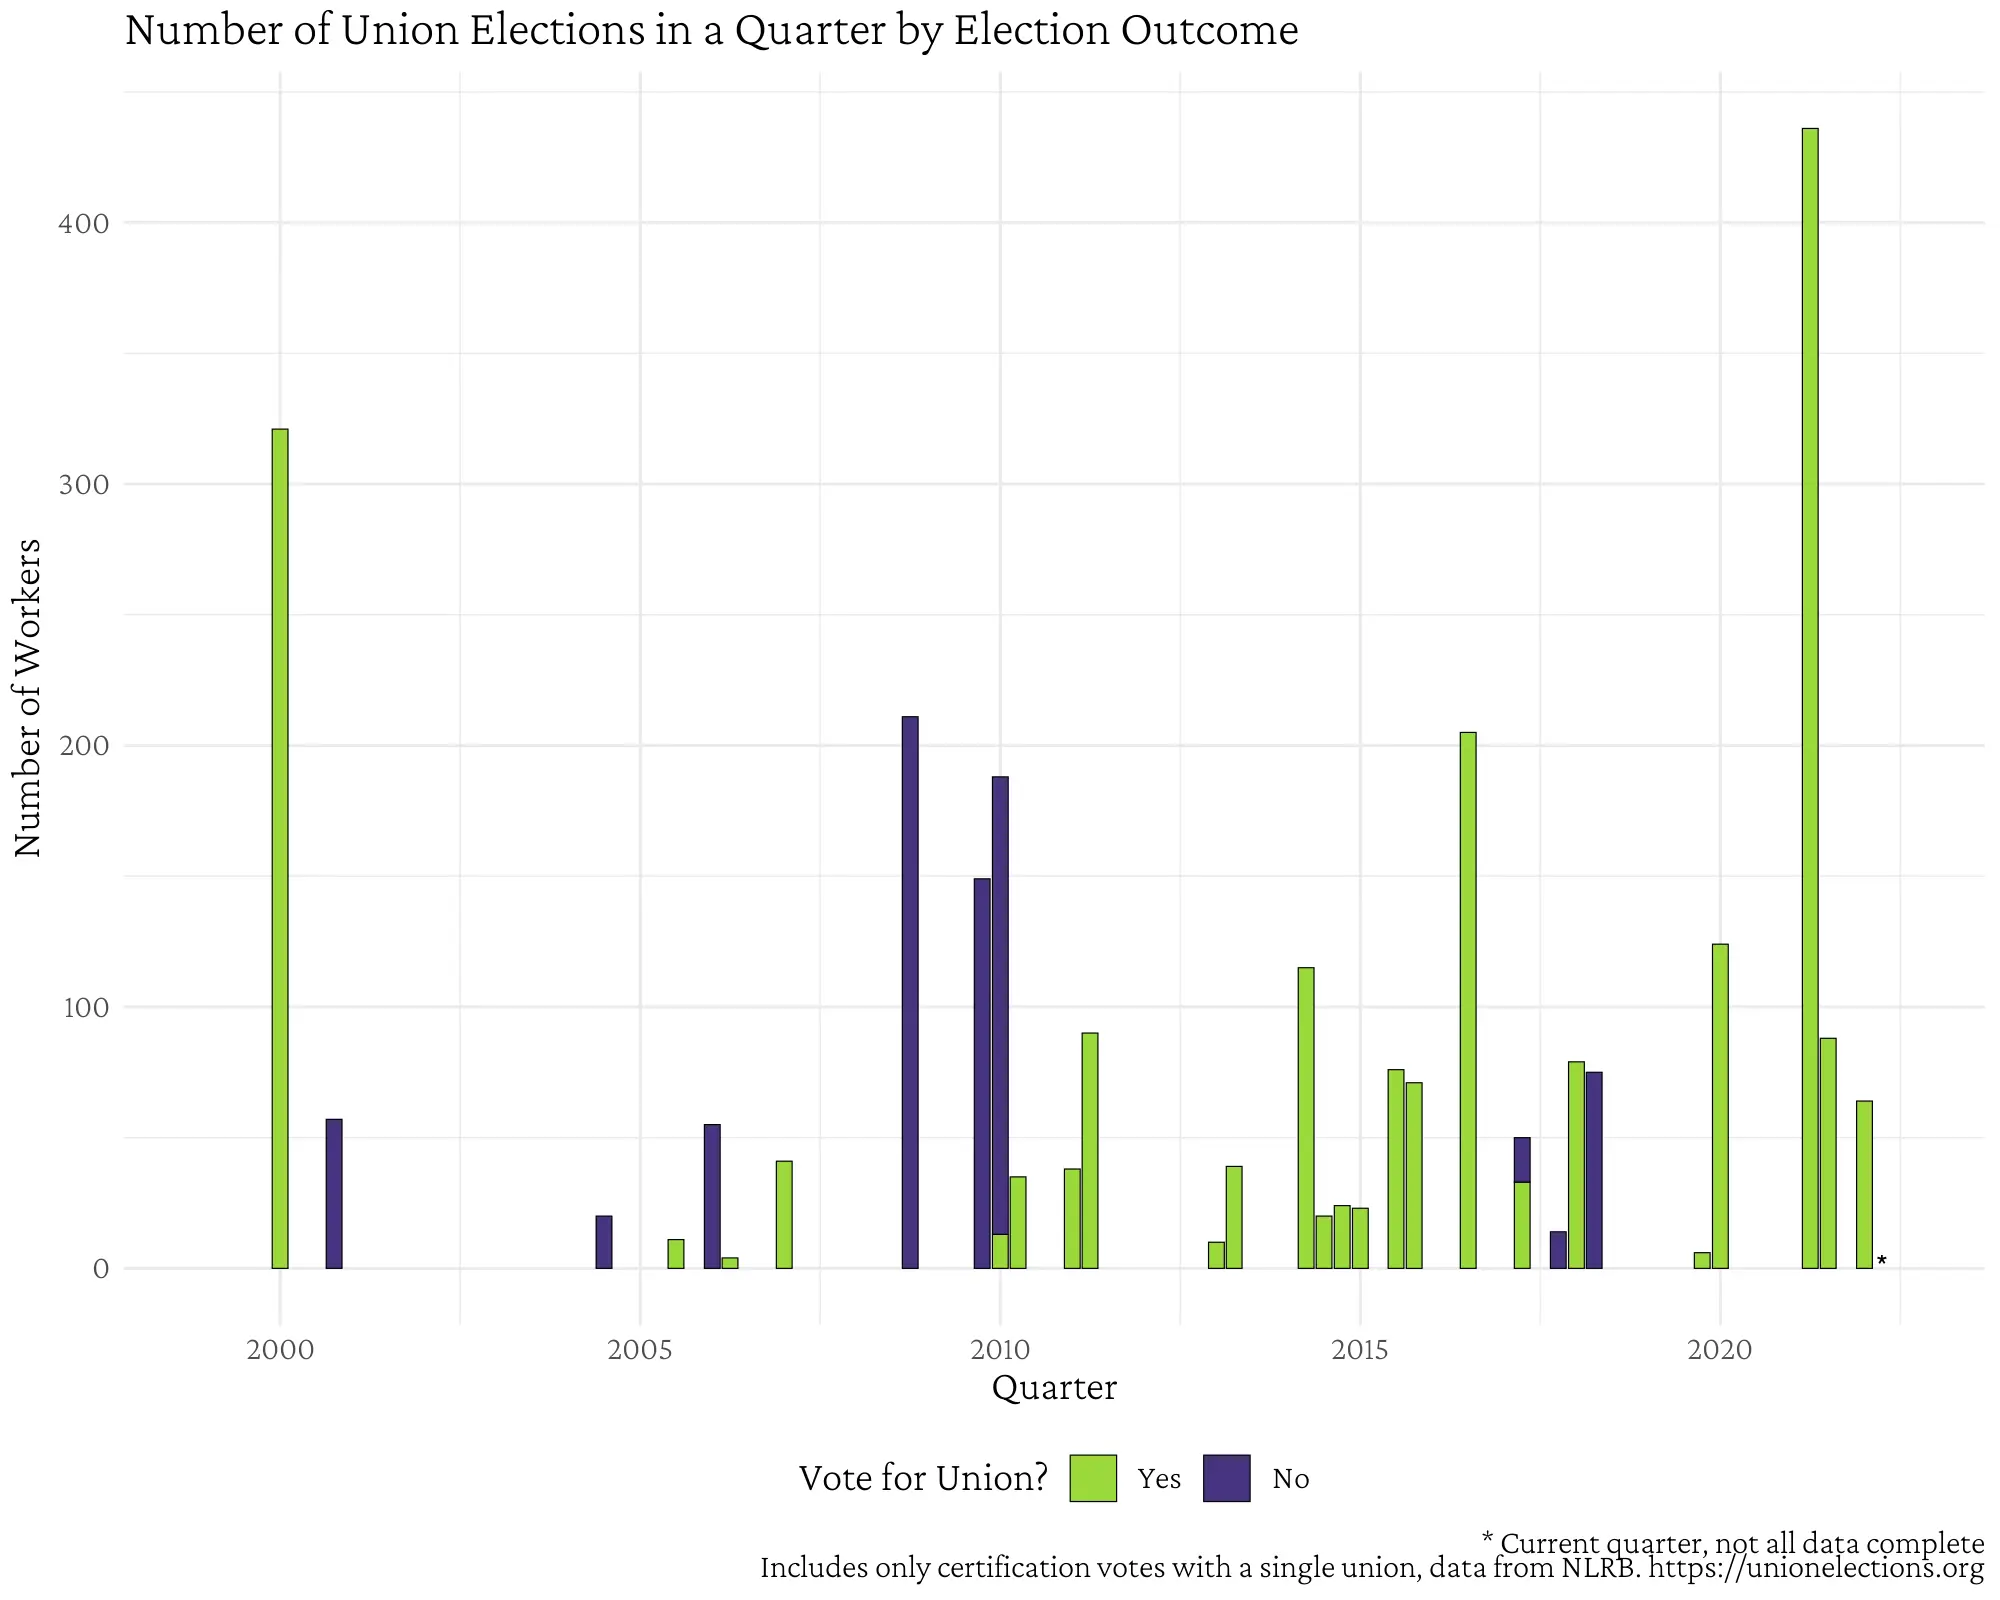 Number of Union Elections in a Quarter by Election Outcome
Number of Workers
400
300
200
100
0
*
2000 2005 2010 2015 2020
Quarter
Vote for Union? Yes No
* Current quarter, not all data complete
Includes only certification votes with a single union, data from NLRB. https://unionelections.org